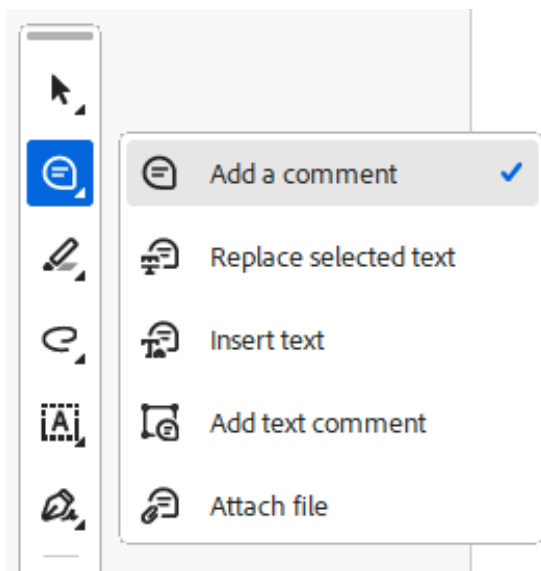 Add a comment
Replace selected text
Insert text
Add text comment
Attach file